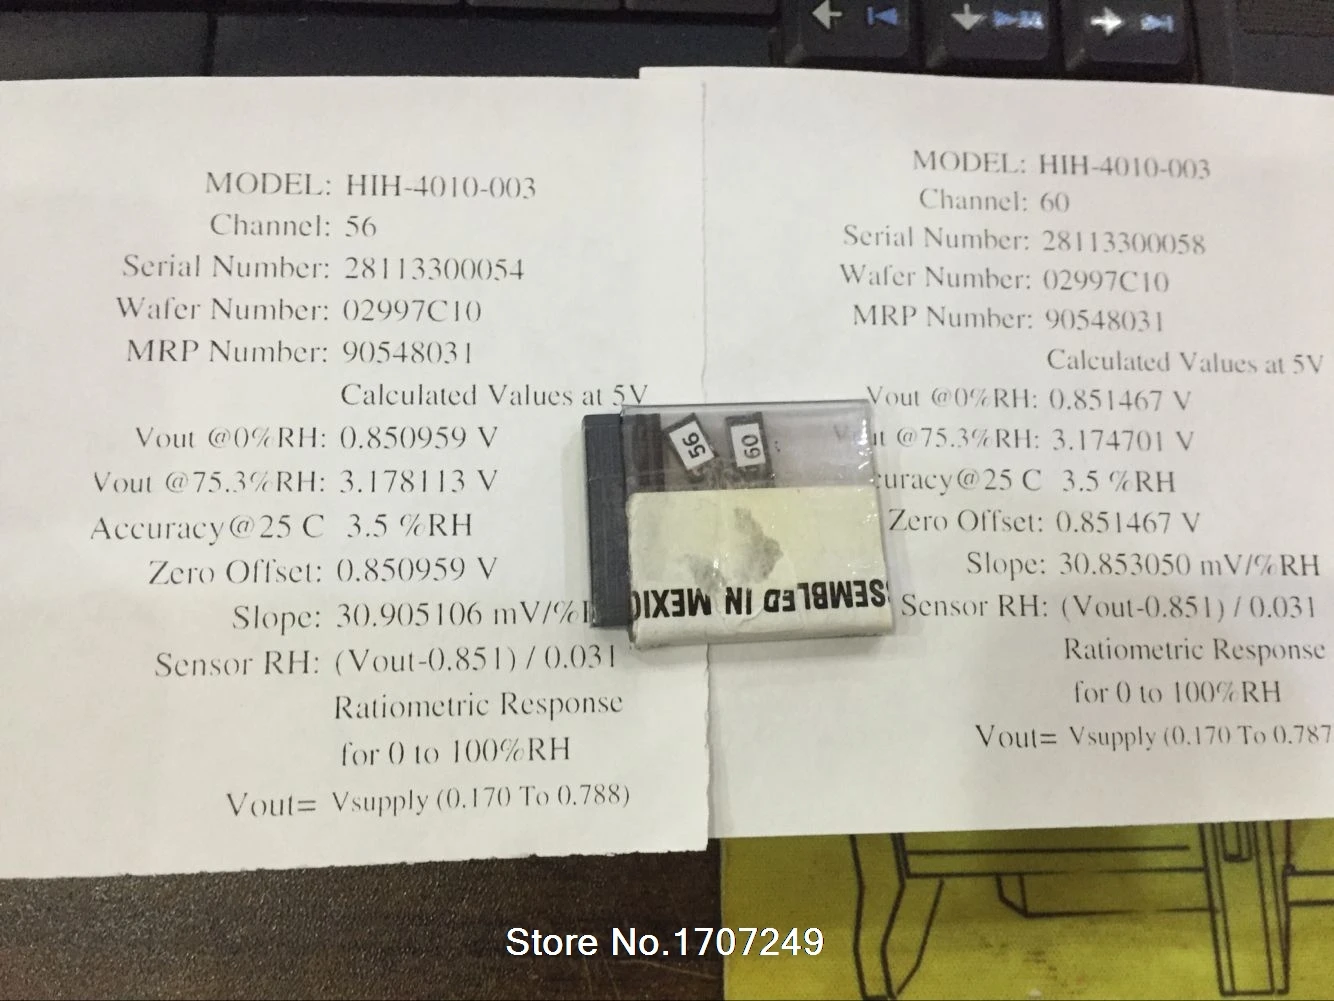 MODEL: HIH-4010-003
Channel: 56
Serial Number: 28113300054
Wafer Number: 02997C10
MRP Number: 90548031
Calculated Values at 5V
Vout @0%RH: 0.850959 V
Vout @75.3%RH: 3.178113 V
Accuracy@25 C 3.5 %RH
Zero Offset: 0.850959 V
Slope: 30.905106 mV/%
Sensor RH: (Vout-0.851) / 0.031
Ratiometric Response
for 0 to 100%RH
Vout= Vsupply (0.170 To 0.788)
56
60
SEMBLED IN MEXIC
MODEL: HIH-4010-003
Channel: 60
Serial Number: 28113300058
Wafer Number: 02997C10
MRP Number: 90548031
Calculated Values at 5V
Vout @0%RH: 0.851467 V
Vout @75.3%RH: 3.174701 V
curacy@25 C 3.5 %RH
Zero Offset: 0.851467 V
Slope: 30.853050 mV/%RH
Sensor RH: (Vout-0.851) / 0.031
Ratiometric Response
for 0 to 100%RH
Vout= Vsupply (0.170 To 0.787
Store No.1707249